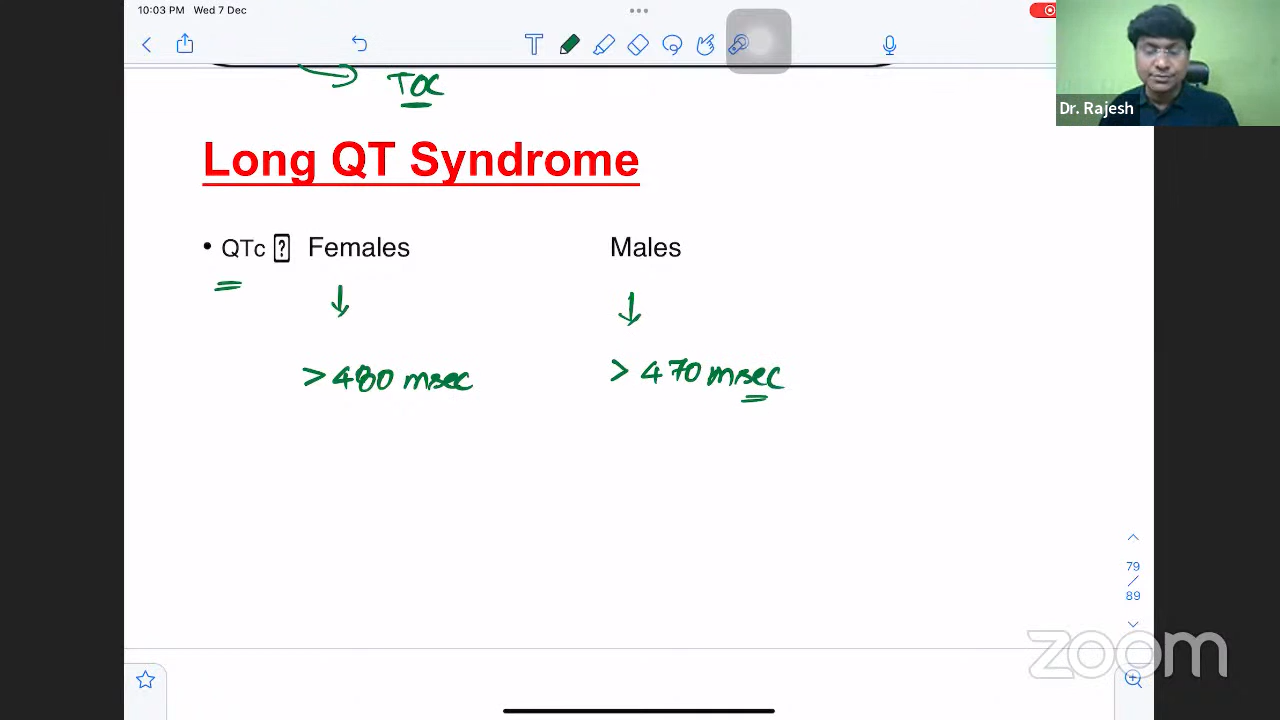 10:03 PM Wed 7 Dec
Dr. Rajesh
TOC
Long QT Syndrome
• QTc ⍰ Females Males
>480 msec > 470 msec
79
/
89
zoom